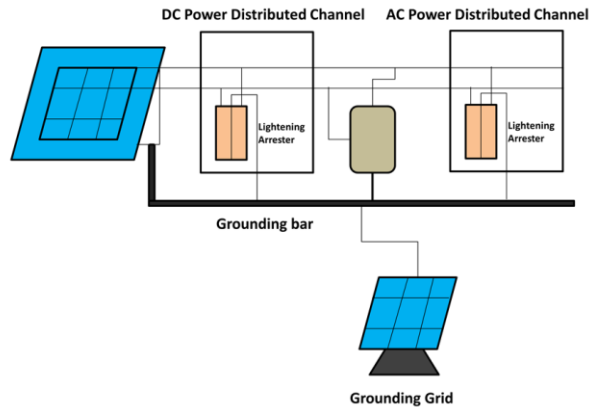 DC Power Distributed Channel
AC Power Distributed Channel
Lightening
Arrester
Lightening
Arrester
Grounding bar
Grounding Grid